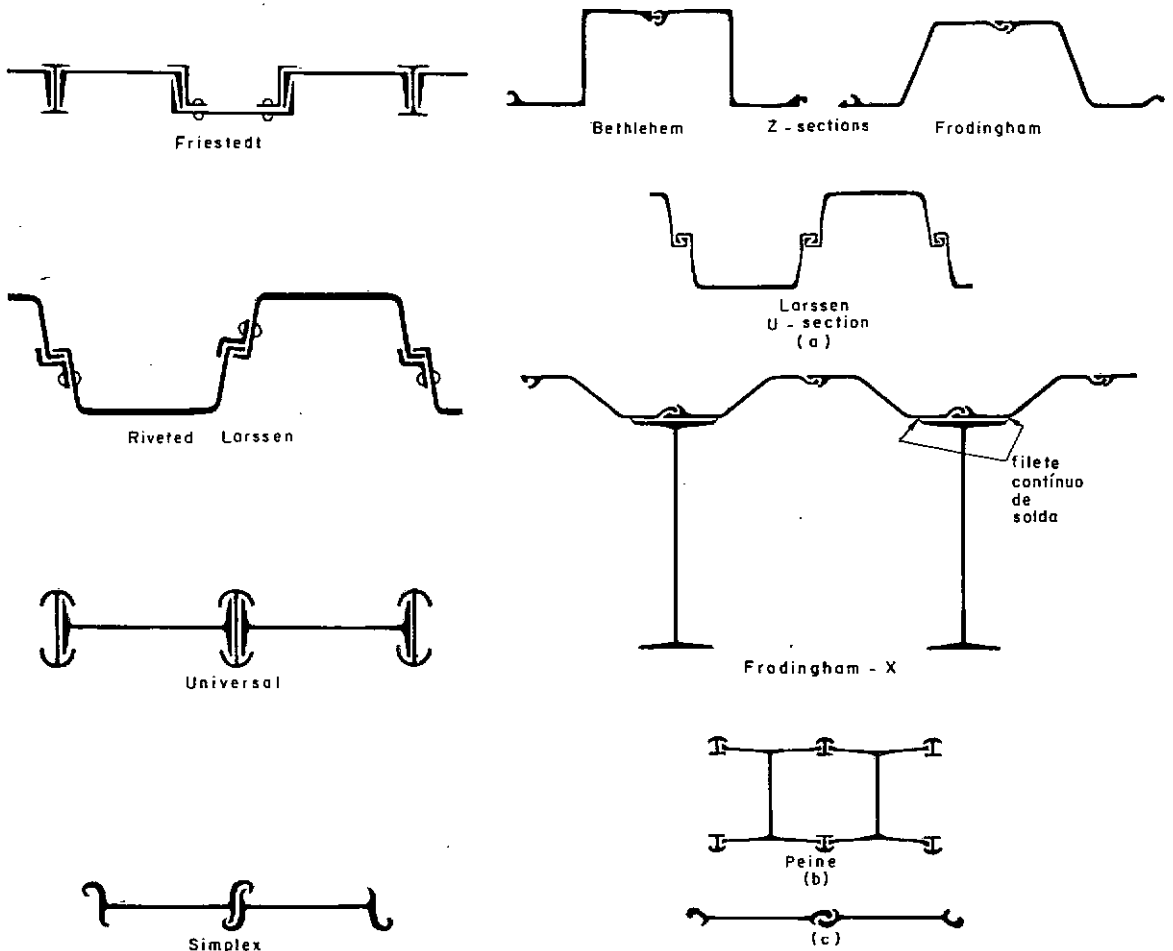 Friestedt
Bethlehem
Z - sections
Frodingham
Larssen
U - section
(a)
Riveted Larssen
filete
contínuo
de
solda
Universal
Frodingham - X
Peine
(b)
Simplex
(c)